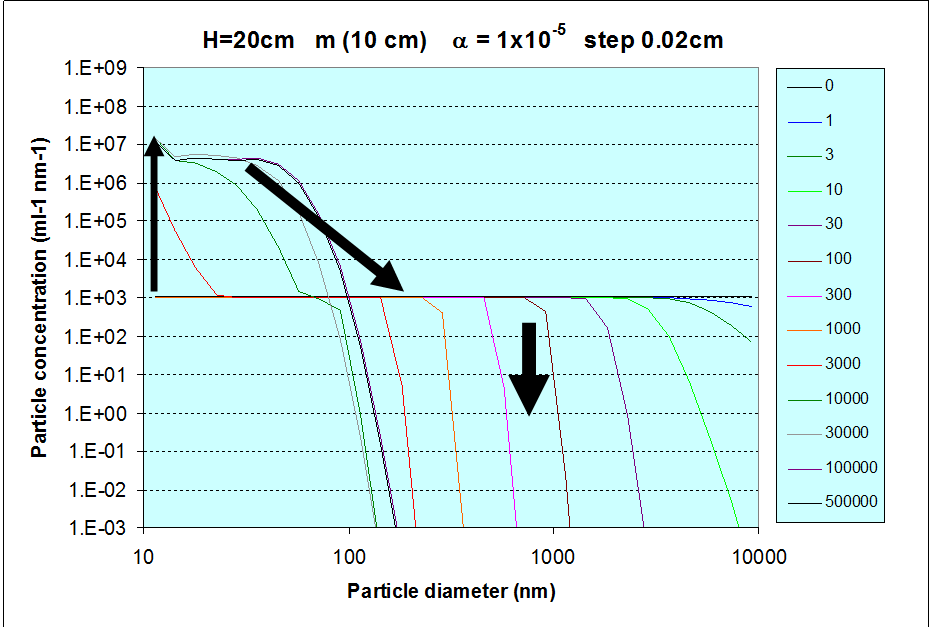 H=20cm   m (10 cm)   α = 1x10⁻⁵   step 0.02cm
1.E+09
1.E+08
1.E+07
1.E+06
1.E+05
1.E+04
1.E+03
1.E+02
1.E+01
1.E+00
1.E-01
1.E-02
1.E-03
Particle concentration (ml-1 nm-1)
10 100 1000 10000
Particle diameter (nm)
0
1
3
10
30
100
300
1000
3000
10000
30000
100000
500000